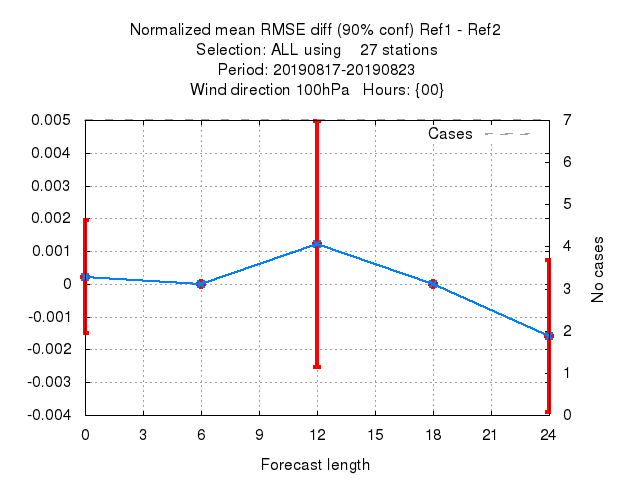 Normalized mean RMSE diff (90% conf) Ref1 - Ref2
Selection: ALL using    27 stations
Period: 20190817-20190823
Wind direction 100hPa   Hours: {00}
0.005
0.004
0.003
0.002
0.001
0
-0.001
-0.002
-0.003
-0.004
Cases
7
6
5
4
3
2
1
0
No cases
0 3 6 9 12 15 18 21 24
Forecast length